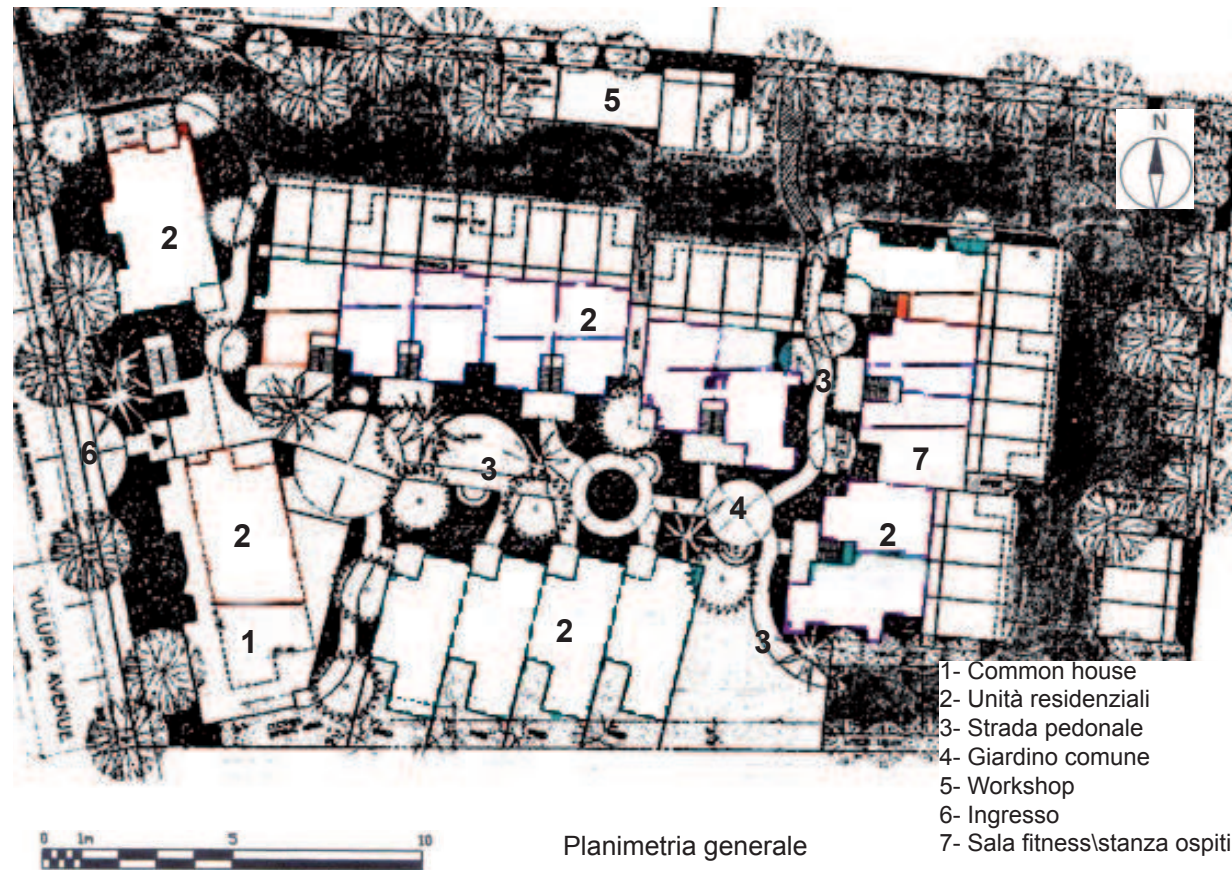 N
5
2
2
3
6
3
7
4
2
2
2
1
3
YULUPA AVENUE
1- Common house
2- Unità residenziali
3- Strada pedonale
4- Giardino comune
5- Workshop
6- Ingresso
7- Sala fitness\stanza ospiti
0 1m 5 10
Planimetria generale